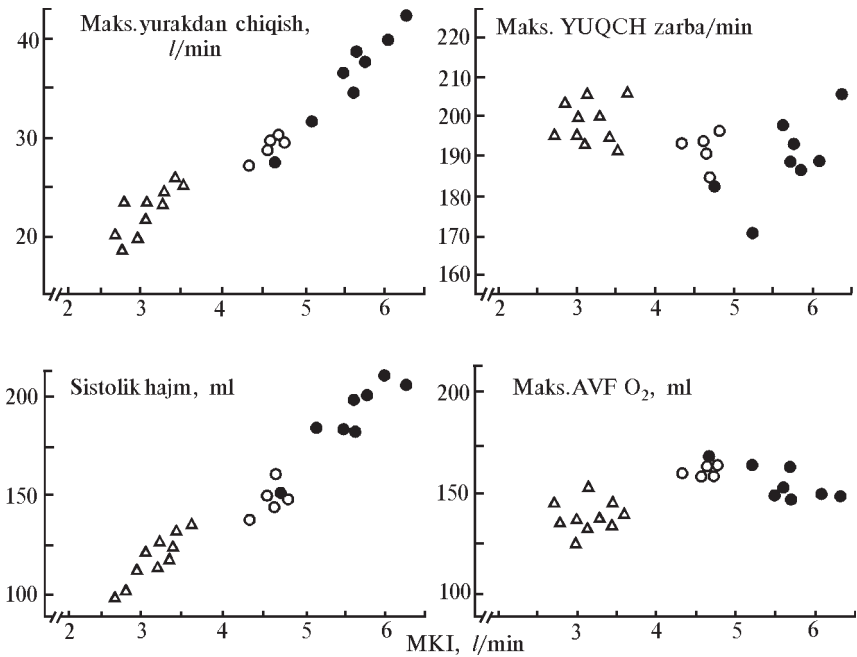 Maks.yurakdan chiqish,
l/min
40
30
20
2 3 4 5 6
Maks. YUQCH zarba/min
220
210
200
190
180
170
160
2 3 4 5 6
Sistolik hajm, ml
200
150
100
2 3 4 5 6
Maks.AVF O₂, ml
200
150
100
2 3 4 5 6
MKI, l/min